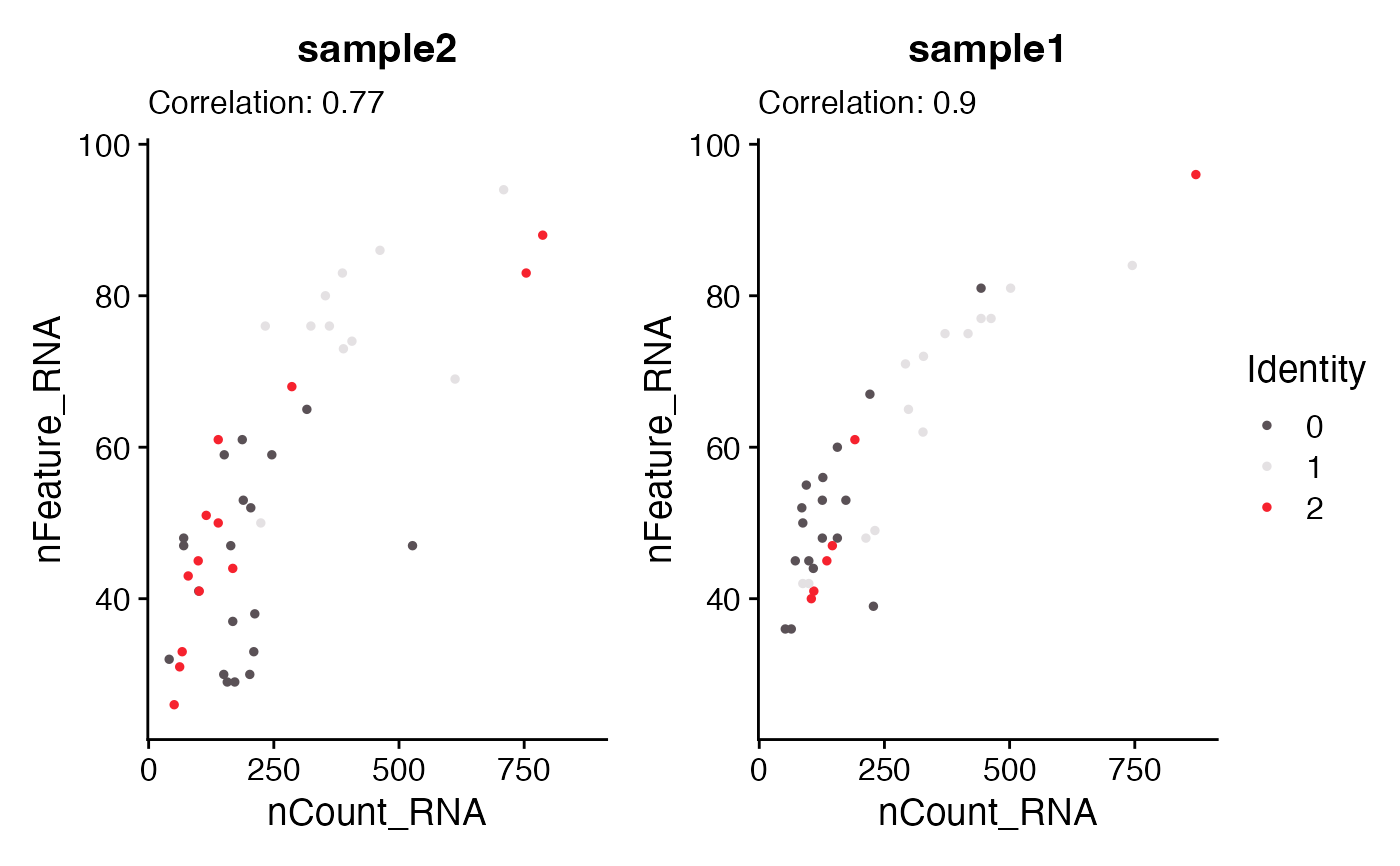 sample2
Correlation: 0.77
100
80
60
40
nFeature_RNA
0 250 500 750
nCount_RNA
sample1
Correlation: 0.9
100
80
60
40
nFeature_RNA
0 250 500 750
nCount_RNA
Identity
0
1
2